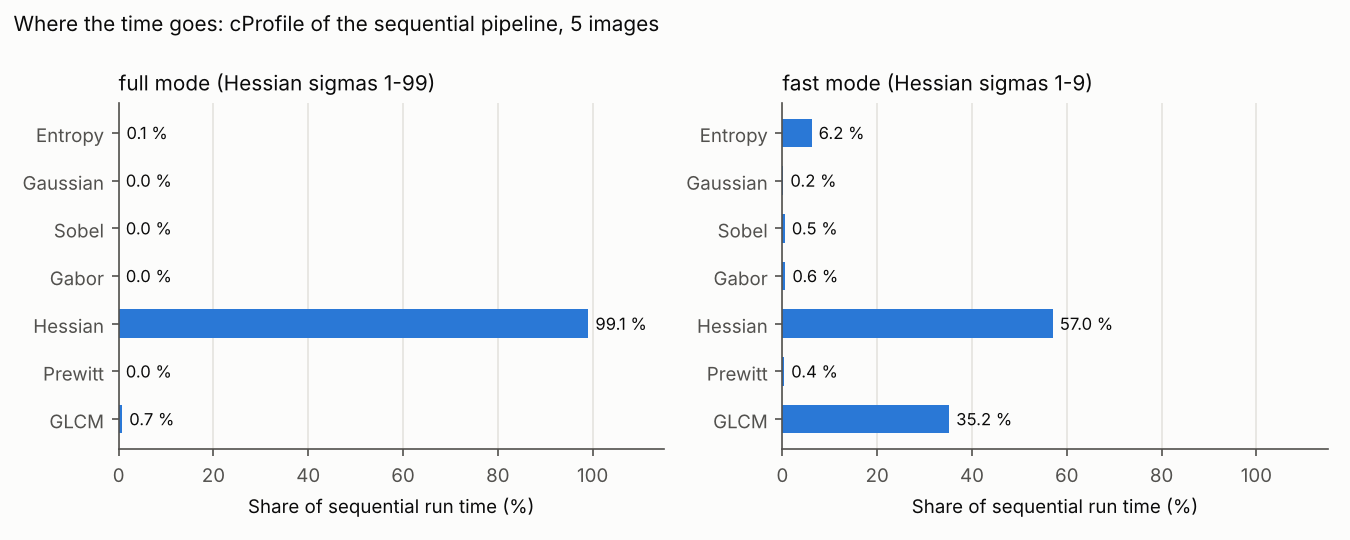 Where the time goes: cProfile of the sequential pipeline, 5 images
full mode (Hessian sigmas 1-99)
Entropy 0.1 %
Gaussian 0.0 %
Sobel 0.0 %
Gabor 0.0 %
Hessian 99.1 %
Prewitt 0.0 %
GLCM 0.7 %
0 20 40 60 80 100
Share of sequential run time (%)
fast mode (Hessian sigmas 1-9)
Entropy 6.2 %
Gaussian 0.2 %
Sobel 0.5 %
Gabor 0.6 %
Hessian 57.0 %
Prewitt 0.4 %
GLCM 35.2 %
0 20 40 60 80 100
Share of sequential run time (%)